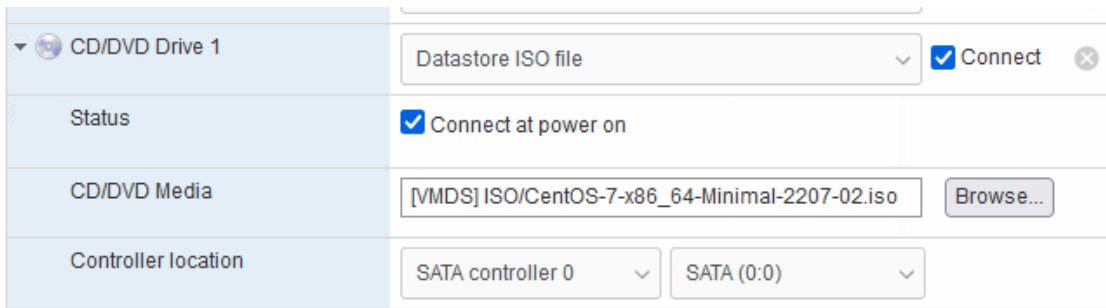 CD/DVD Drive 1
Datastore ISO file
Connect
Status
Connect at power on
CD/DVD Media
[VMDS] ISO/CentOS-7-x86_64-Minimal-2207-02.iso
Browse...
Controller location
SATA controller 0
SATA (0:0)